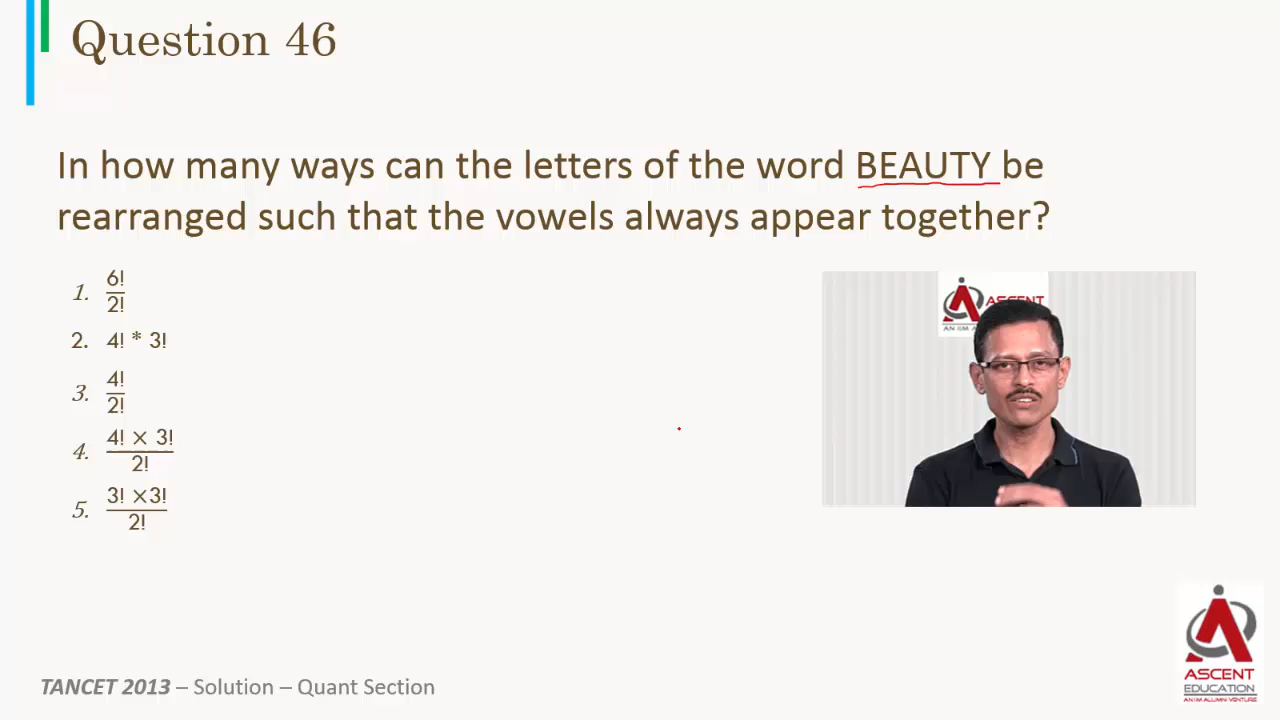 Question 46
In how many ways can the letters of the word BEAUTY be
rearranged such that the vowels always appear together?
1. 6!
2!
2. 4! * 3!
3. 4!
2!
4. 4! × 3!
2!
5. 3! ×3!
2!
ASCENT
AN IIM A
ASCENT
EDUCATION
AN IIM ALUMNI VENTURE
TANCET 2013 – Solution – Quant Section